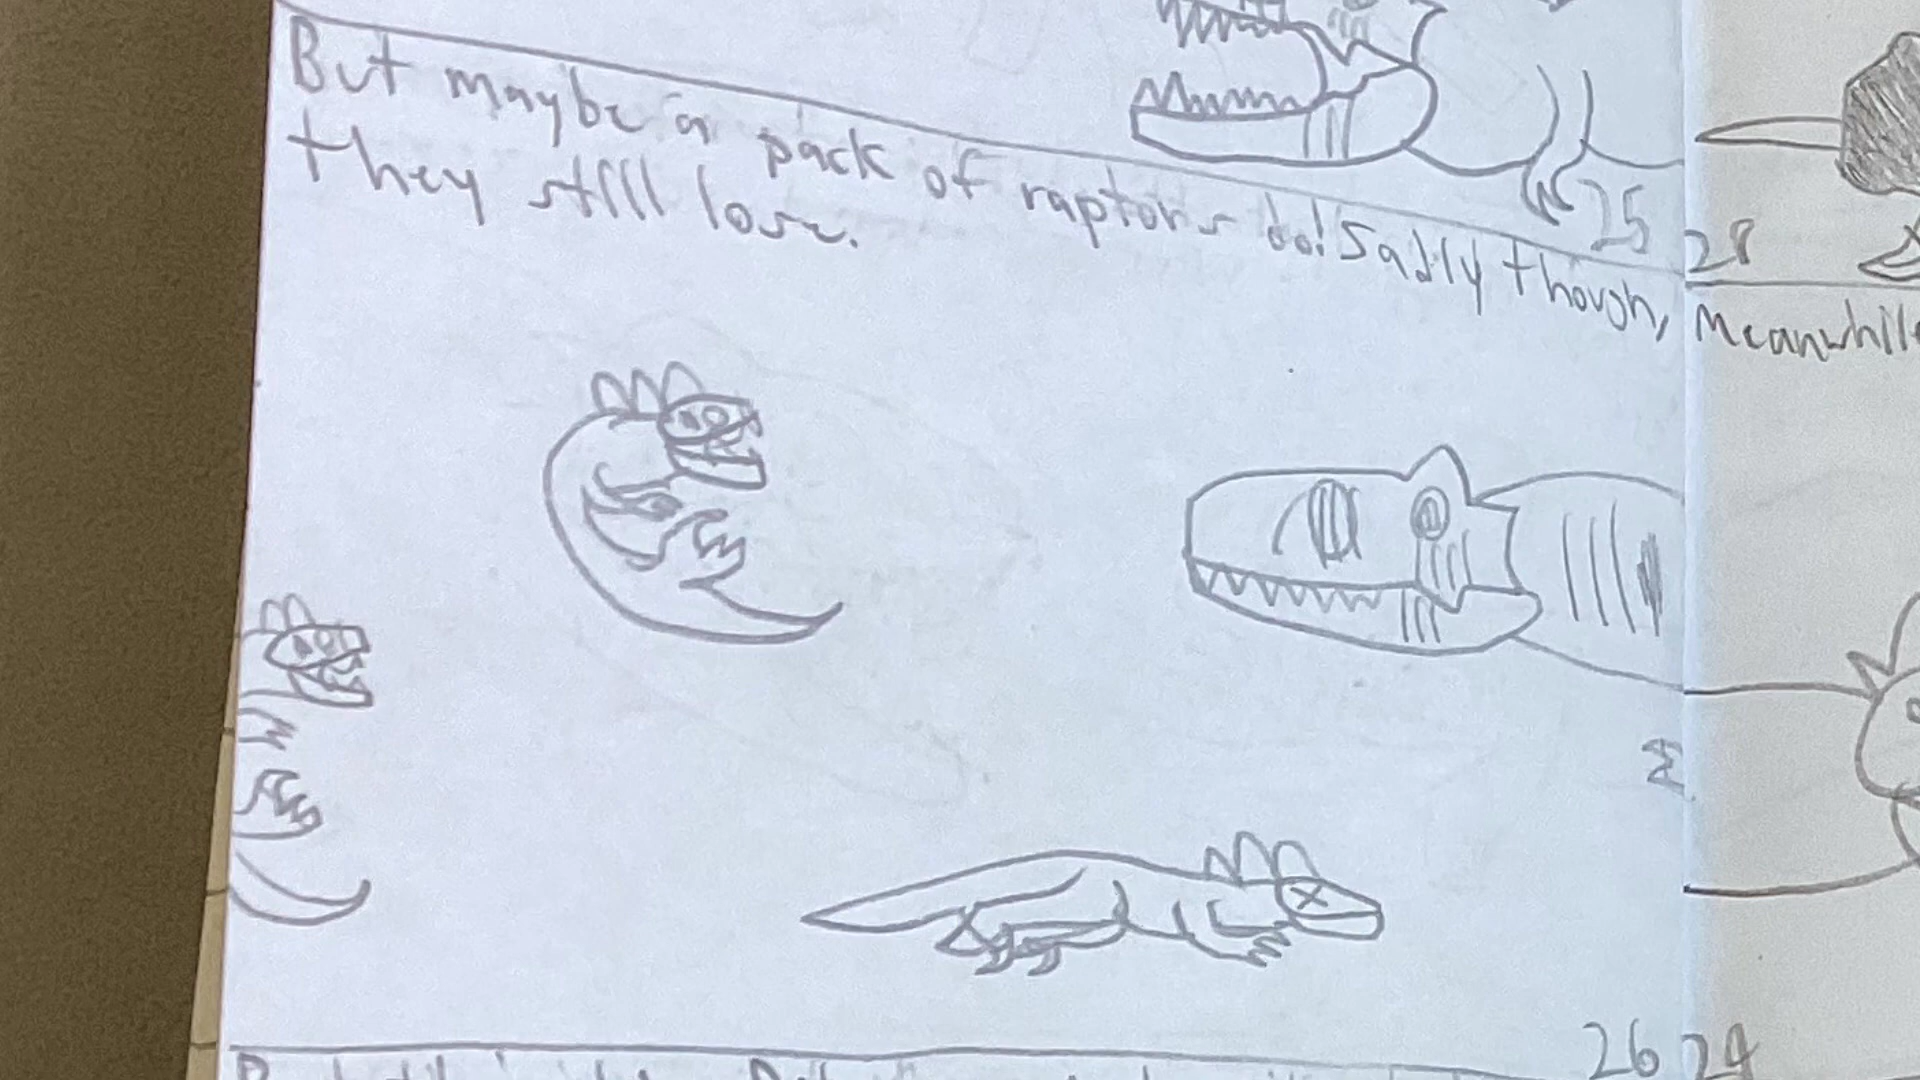 But maybe a pack of raptors do! Sadly though,
they still lose.
25
28
Meanwhile
26
29